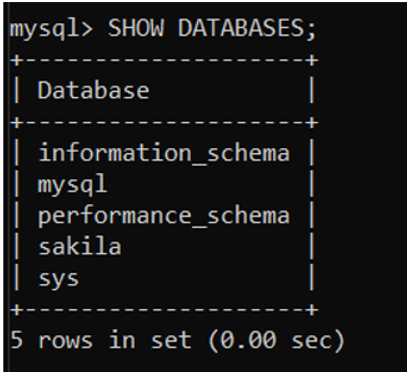 mysql> SHOW DATABASES;
+--------------------+
| Database           |
+--------------------+
| information_schema |
| mysql              |
| performance_schema |
| sakila             |
| sys                |
+--------------------+
5 rows in set (0.00 sec)